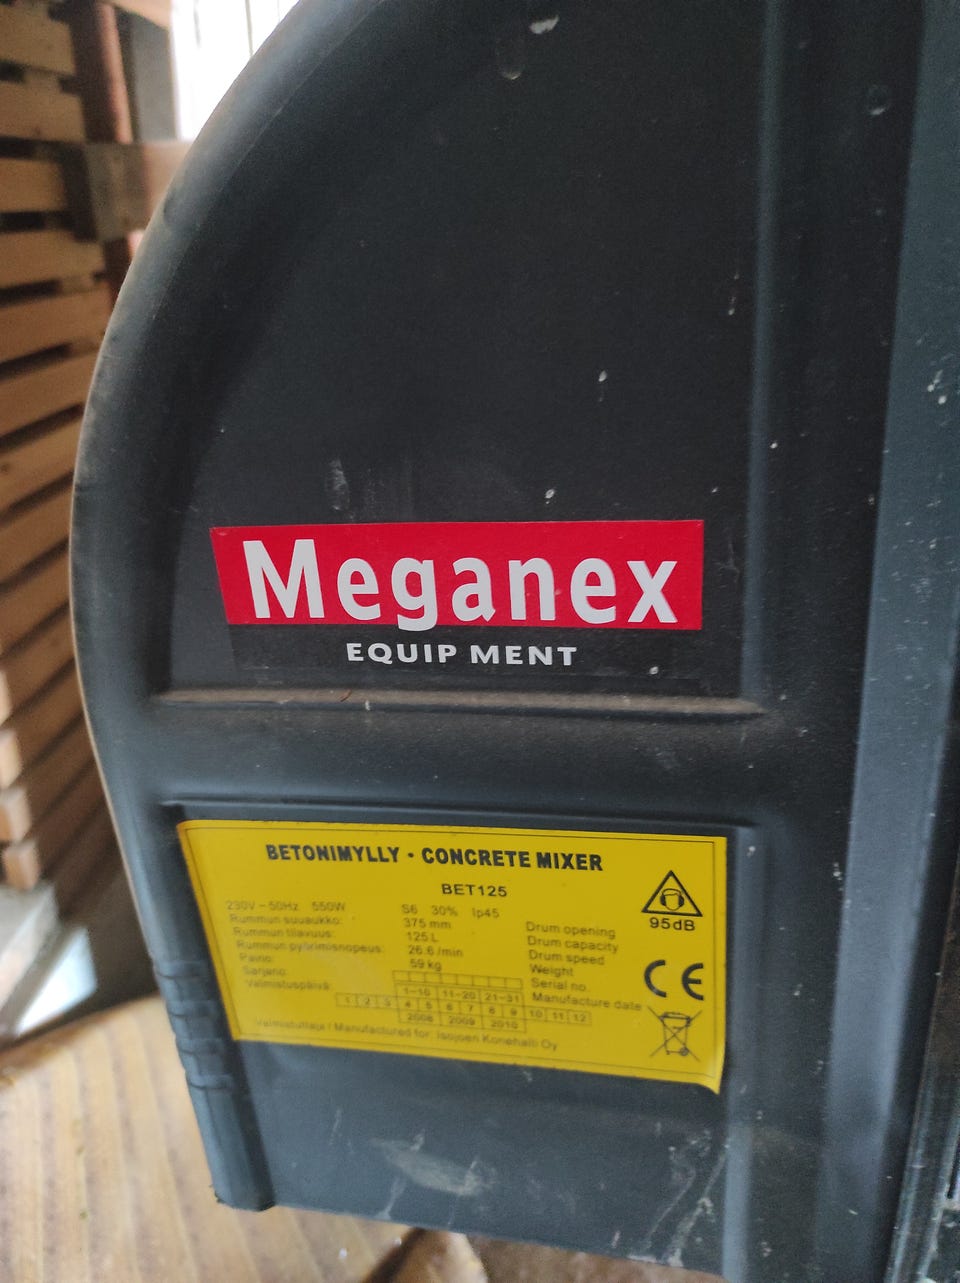 Meganex
EQUIPMENT
BETONIMYLLY · CONCRETE MIXER
BET125
230V ~ 50Hz 550W S6 30% Ip45
Rummun suuaukko: 375 mm Drum opening
Rummun tilavuus: 125 L Drum capacity
Rummun pyörimisnopeus: 26.6 /min Drum speed
Paino: 59 kg Weight
Sarjano: Serial no.
Valmistuspäivä: 1-10 11-20 21-31 Manufacture date
1 2 3 4 5 6 7 8 9 10 11 12
2008 2009 2010
Valmistuttaja / Manufactured for: Isojoen Konehalli Oy
95dB
CE